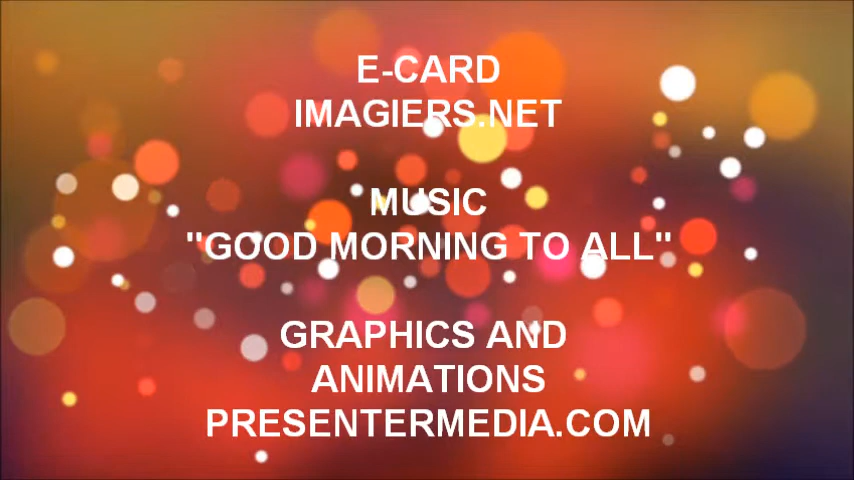 E-CARD
IMAGIERS.NET
MUSIC
"GOOD MORNING TO ALL"
GRAPHICS AND
ANIMATIONS
PRESENTERMEDIA.COM